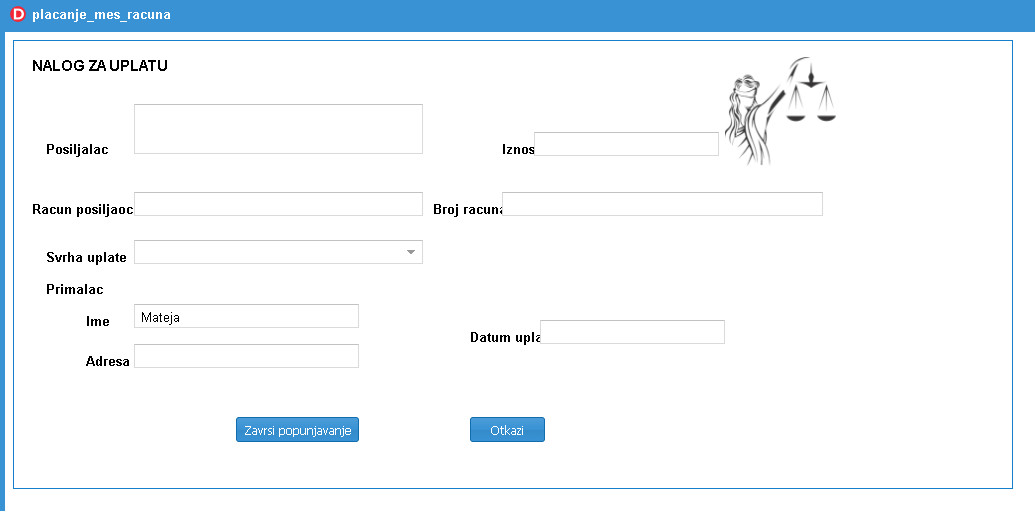 D placanje_mes_racuna
NALOG ZA UPLATU
Posiljalac
Iznos
Racun posiljaoc
Broj racuna
Svrha uplate
Primalac
Ime Mateja
Datum upla
Adresa
Zavrsi popunjavanje Otkazi